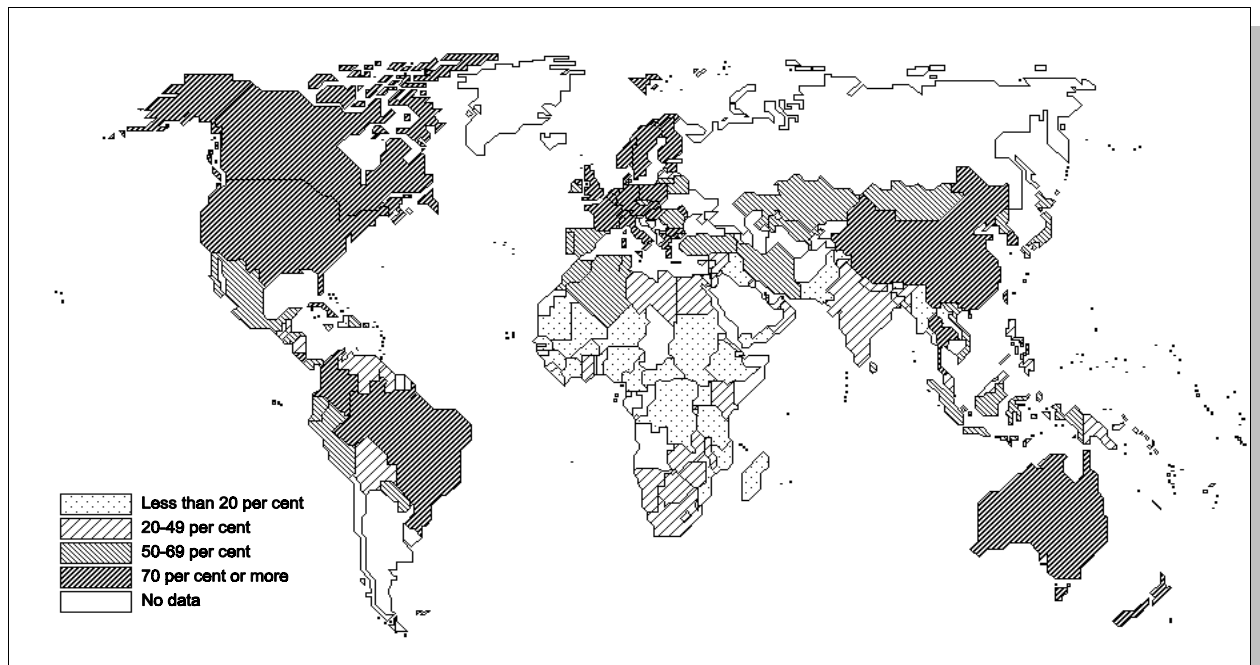 Less than 20 per cent
20-49 per cent
50-69 per cent
70 per cent or more
No data